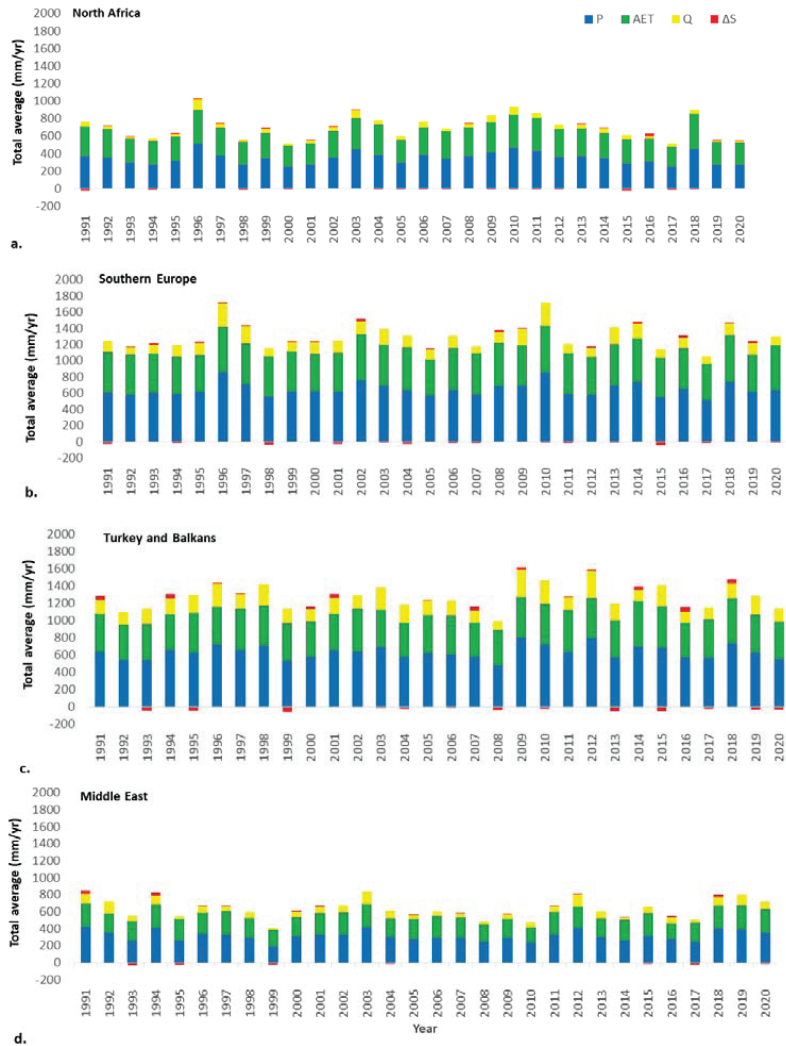 North Africa
P AET Q ΔS
Total average (mm/yr)
2000
1800
1600
1400
1200
1000
800
600
400
200
0
-200
1991 1992 1993 1994 1995 1996 1997 1998 1999 2000 2001 2002 2003 2004 2005 2006 2007 2008 2009 2010 2011 2012 2013 2014 2015 2016 2017 2018 2019 2020
a.
Southern Europe
Total average (mm/yr)
2000
1800
1600
1400
1200
1000
800
600
400
200
0
-200
1991 1992 1993 1994 1995 1996 1997 1998 1999 2000 2001 2002 2003 2004 2005 2006 2007 2008 2009 2010 2011 2012 2013 2014 2015 2016 2017 2018 2019 2020
b.
Turkey and Balkans
Total average (mm/yr)
2000
1800
1600
1400
1200
1000
800
600
400
200
0
-200
1991 1992 1993 1994 1995 1996 1997 1998 1999 2000 2001 2002 2003 2004 2005 2006 2007 2008 2009 2010 2011 2012 2013 2014 2015 2016 2017 2018 2019 2020
c.
Middle East
Total average (mm/yr)
2000
1800
1600
1400
1200
1000
800
600
400
200
0
-200
1991 1992 1993 1994 1995 1996 1997 1998 1999 2000 2001 2002 2003 2004 2005 2006 2007 2008 2009 2010 2011 2012 2013 2014 2015 2016 2017 2018 2019 2020
Year
d.